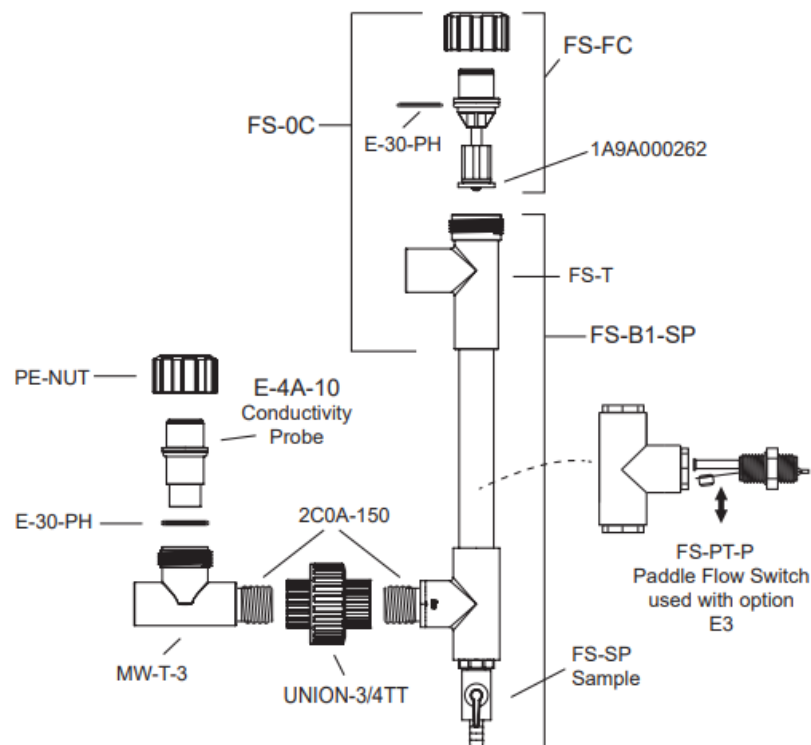 FS-FC
FS-0C
E-30-PH
1A9A000262
FS-T
FS-B1-SP
PE-NUT
E-4A-10
Conductivity
Probe
E-30-PH
2C0A-150
FS-PT-P
Paddle Flow Switch
used with option
E3
MW-T-3
UNION-3/4TT
FS-SP
Sample